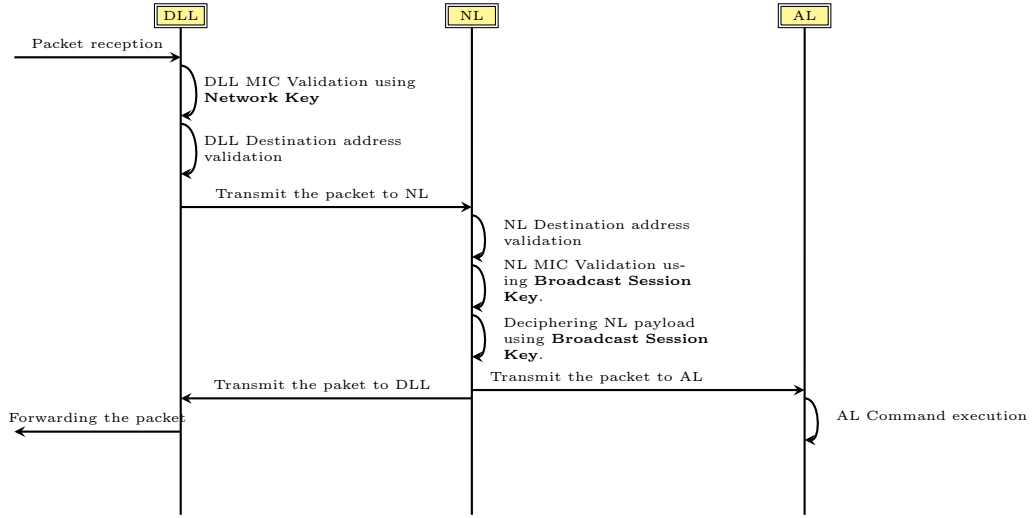 DLL
NL
AL
Packet reception
DLL MIC Validation using
Network Key
DLL Destination address
validation
Transmit the packet to NL
NL Destination address
validation
NL MIC Validation us-
ing Broadcast Session
Key.
Deciphering NL payload
using Broadcast Session
Key.
Transmit the packet to AL
Transmit the paket to DLL
AL Command execution
Forwarding the packet